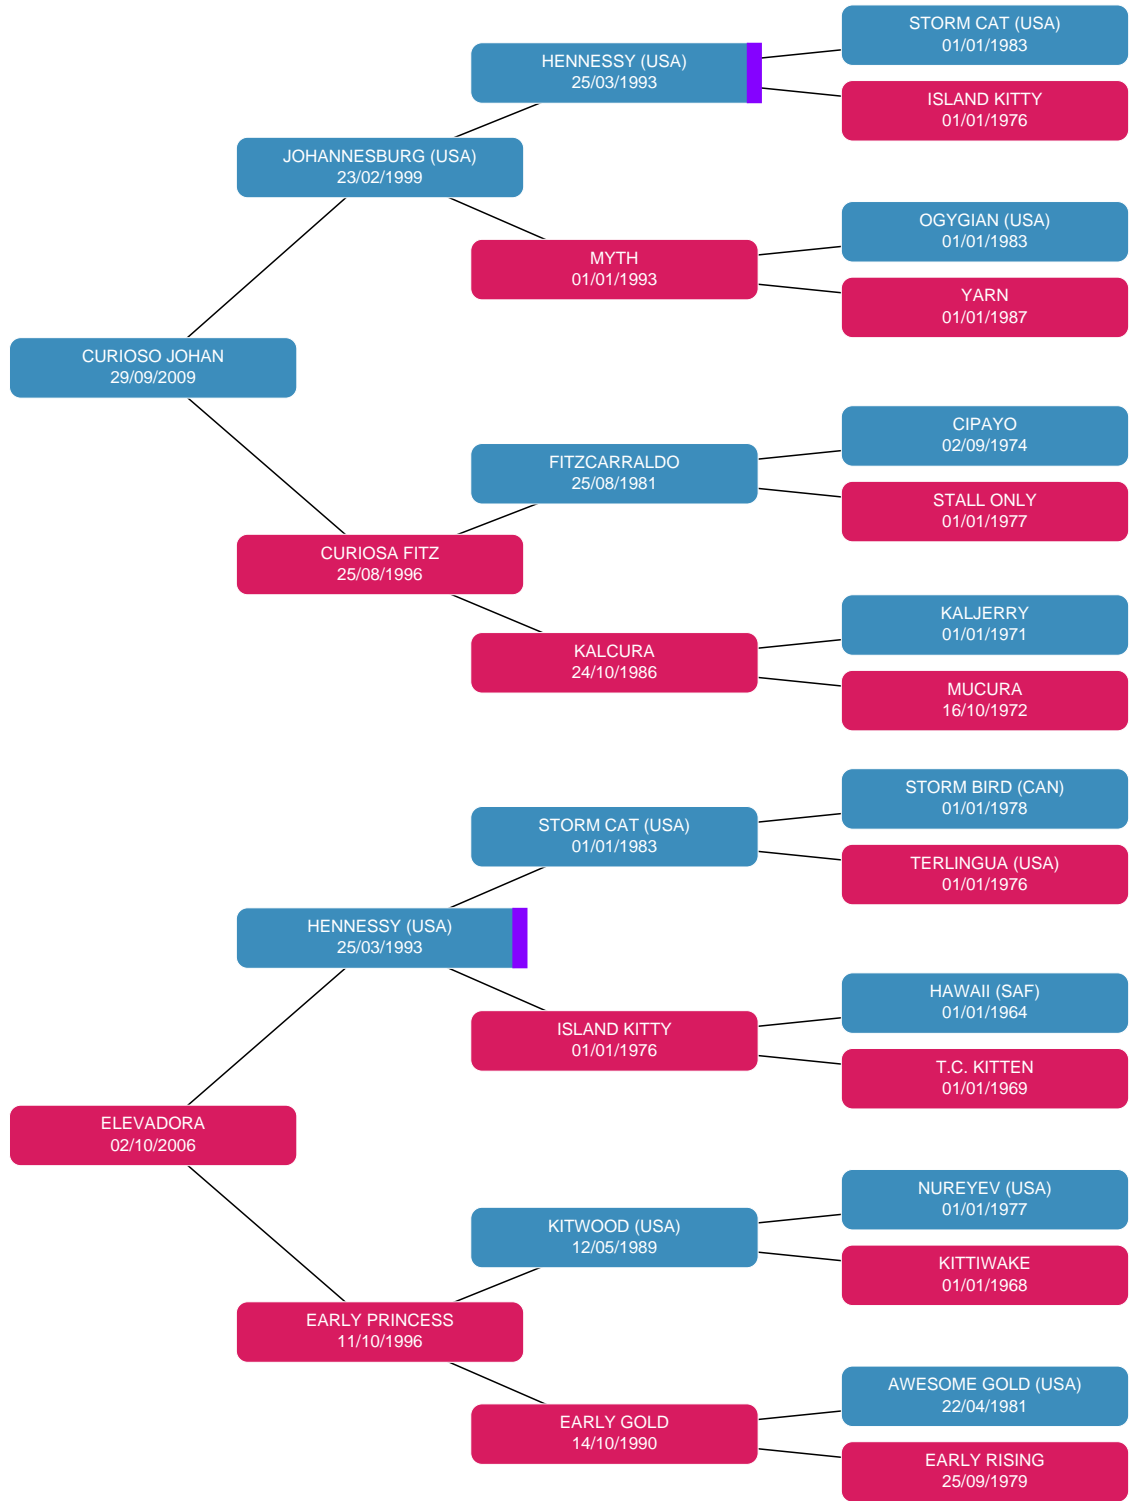 STORM CAT (USA)
01/01/1983
HENNESSY (USA)
25/03/1993
ISLAND KITTY
01/01/1976
JOHANNESBURG (USA)
23/02/1999
OGYGIAN (USA)
01/01/1983
MYTH
01/01/1993
YARN
01/01/1987
CURIOSO JOHAN
29/09/2009
CIPAYO
02/09/1974
FITZCARRALDO
25/08/1981
STALL ONLY
01/01/1977
CURIOSA FITZ
25/08/1996
KALJERRY
01/01/1971
KALCURA
24/10/1986
MUCURA
16/10/1972
STORM BIRD (CAN)
01/01/1978
STORM CAT (USA)
01/01/1983
TERLINGUA (USA)
01/01/1976
HENNESSY (USA)
25/03/1993
HAWAII (SAF)
01/01/1964
ISLAND KITTY
01/01/1976
T.C. KITTEN
01/01/1969
ELEVADORA
02/10/2006
NUREYEV (USA)
01/01/1977
KITWOOD (USA)
12/05/1989
KITTIWAKE
01/01/1968
EARLY PRINCESS
11/10/1996
AWESOME GOLD (USA)
22/04/1981
EARLY GOLD
14/10/1990
EARLY RISING
25/09/1979